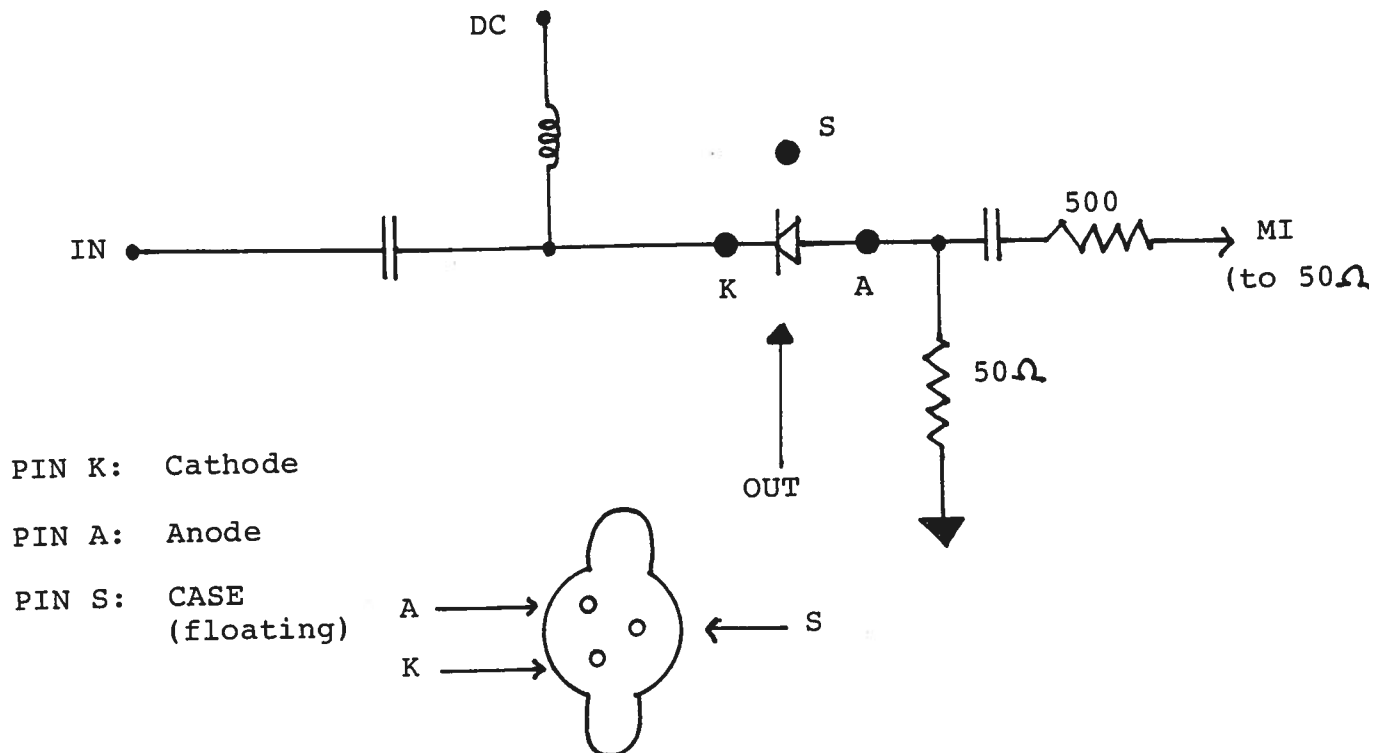 DC
S
500
IN
MI
(to 50Ω
K
A
50Ω
OUT
PIN K: Cathode
PIN A: Anode
PIN S: CASE
(floating)
A
S
K